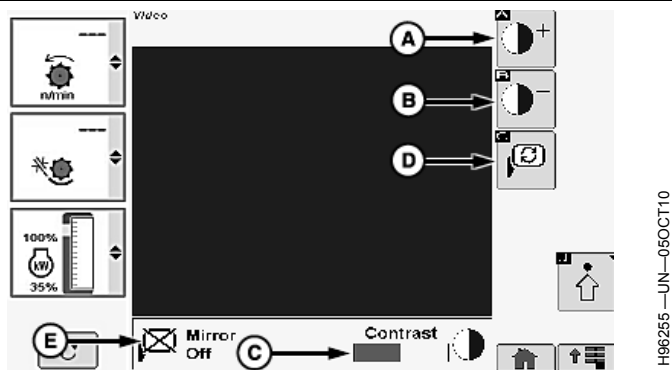 Video
---
n/min
---
100%
kW
35%
A
B
D
E
C
A
+
B
-
C
J
Mirror
Off
Contrast
H96255 —UN—05OCT10